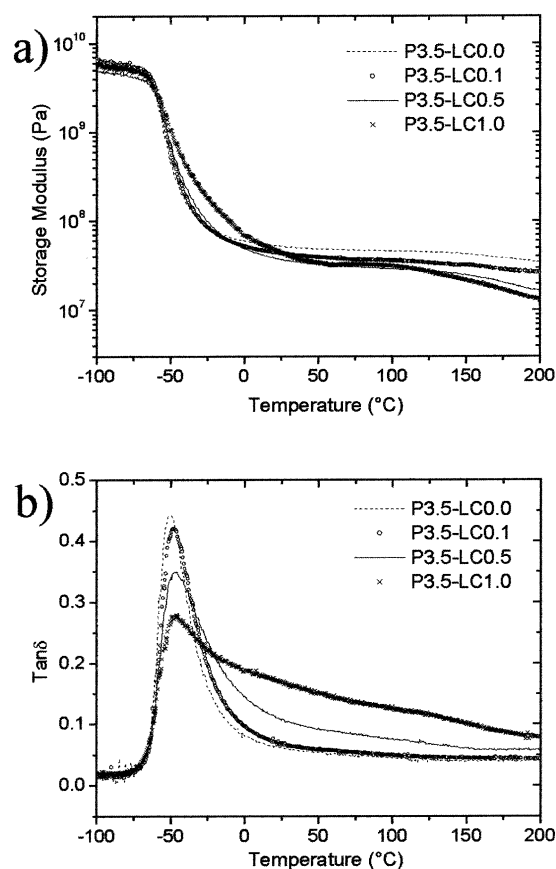 a)
10¹⁰
10⁹
10⁸
10⁷
Storage Modulus (Pa)
P3.5-LC0.0
P3.5-LC0.1
P3.5-LC0.5
P3.5-LC1.0
-100 -50 0 50 100 150 200
Temperature (°C)
b)
0.5
0.4
0.3
0.2
0.1
0.0
Tanδ
P3.5-LC0.0
P3.5-LC0.1
P3.5-LC0.5
P3.5-LC1.0
-100 -50 0 50 100 150 200
Temperature (°C)